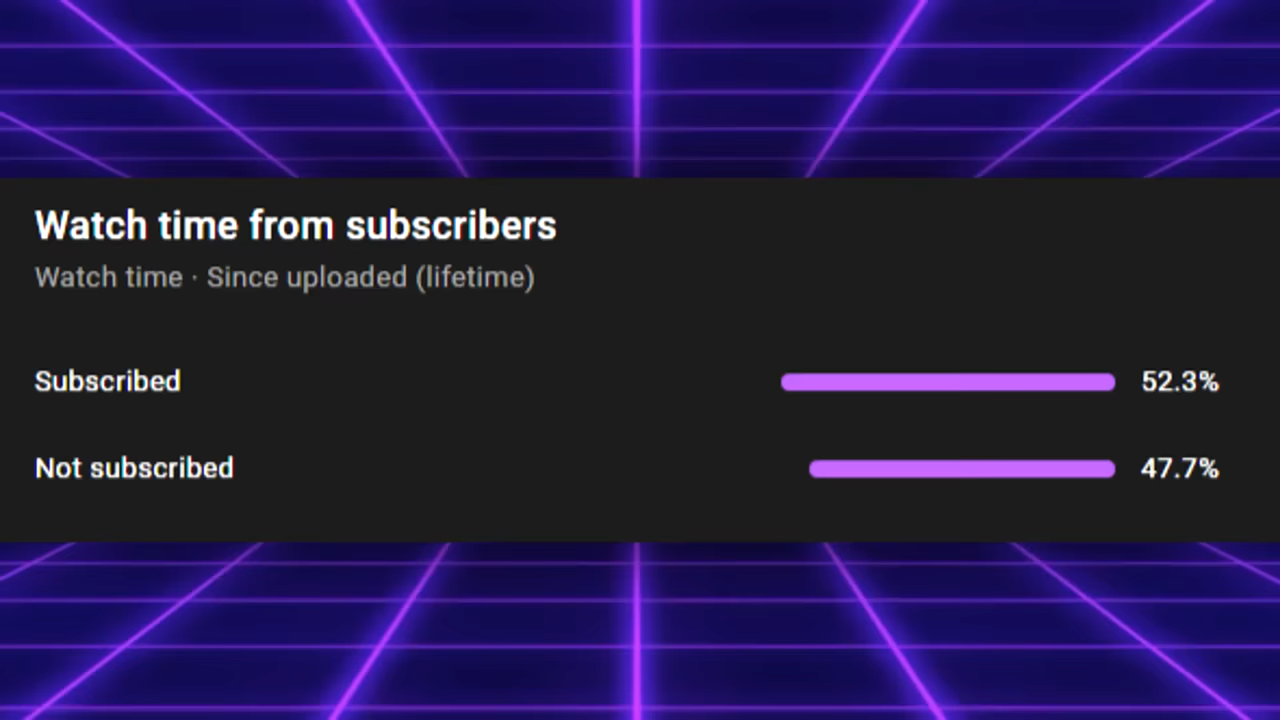 Watch time from subscribers
Watch time · Since uploaded (lifetime)
Subscribed 52.3%
Not subscribed 47.7%